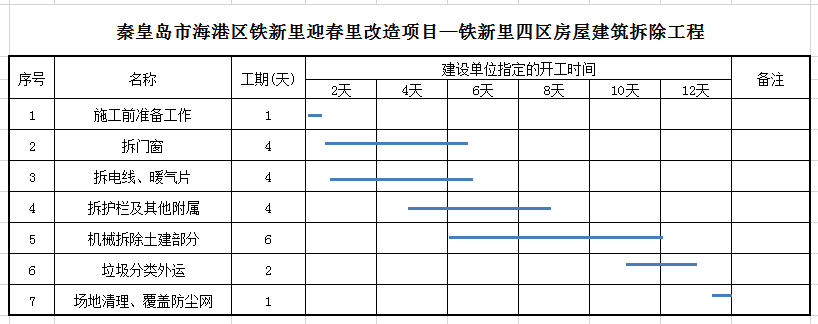 秦皇岛市海港区铁新里迎春里改造项目—铁新里四区房屋建筑拆除工程
序号 名称 工期(天) 建设单位指定的开工时间 备注
2天 4天 6天 8天 10天 12天
1 施工前准备工作 1
2 拆门窗 4
3 拆电线、暖气片 4
4 拆护栏及其他附属 4
5 机械拆除土建部分 6
6 垃圾分类外运 2
7 场地清理、覆盖防尘网 1